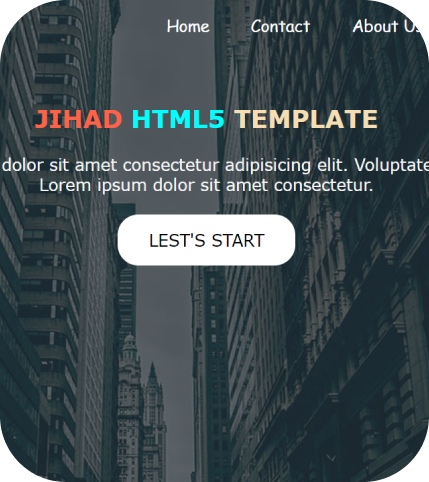 Home Contact About Us
JIHAD HTML5 TEMPLATE
dolor sit amet consectetur adipisicing elit. Voluptate
Lorem ipsum dolor sit amet consectetur.
LEST'S START